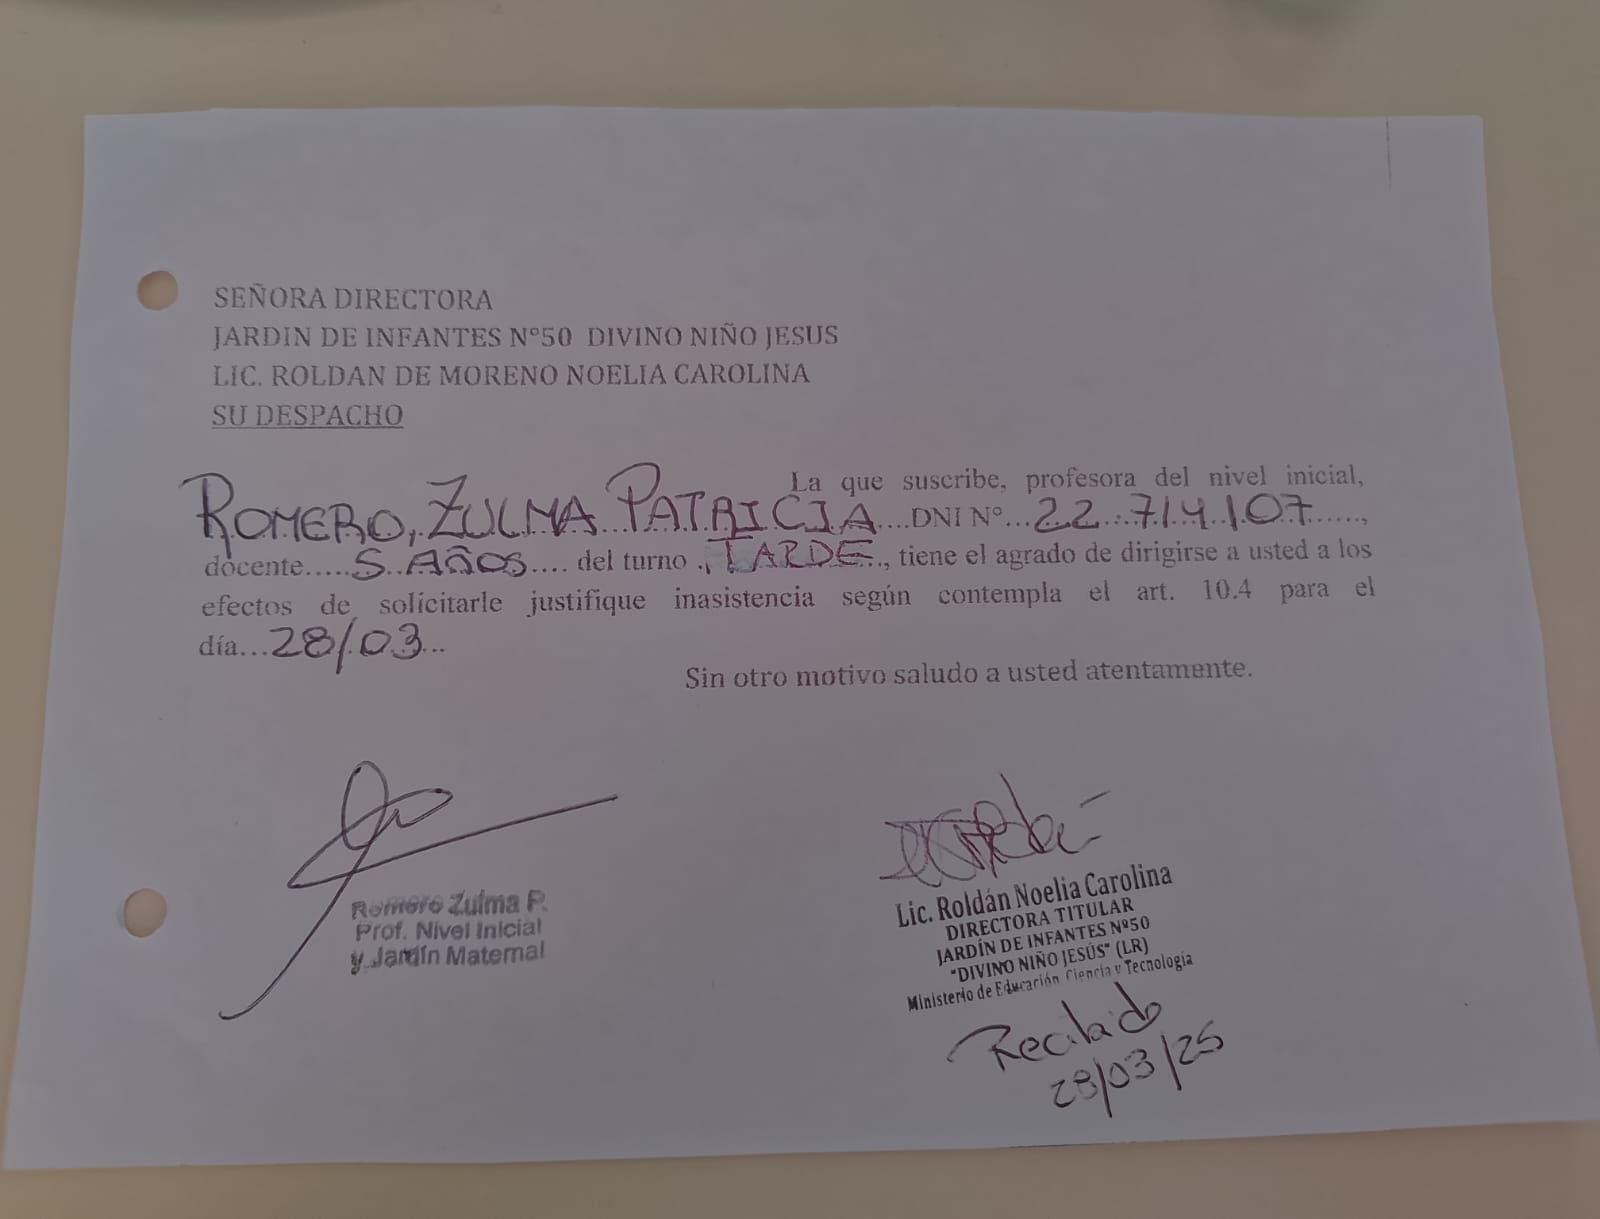 SEÑORA DIRECTORA
JARDIN DE INFANTES N°50 DIVINO NIÑO JESUS
LIC. ROLDAN DE MORENO NOELIA CAROLINA
SU DESPACHO
La que suscribe, profesora del nivel inicial,
ROMERO, ZULMA PATRICIA....DNI N°...22.714.107......,
docente.....5 AÑOS.... del turno ..TARDE.., tiene el agrado de dirigirse a usted a los
efectos de solicitarle justifique inasistencia según contempla el art. 10.4 para el
día...28/03...
Sin otro motivo saludo a usted atentamente.
Romero Zulma P.
Prof. Nivel Inicial
y Jardín Maternal
Lic. Roldán Noelia Carolina
DIRECTORA TITULAR
JARDÍN DE INFANTES Nº50
"DIVINO NIÑO JESÚS" (LR)
Ministerio de Educación Ciencia y Tecnología
Recibido
28/03/25